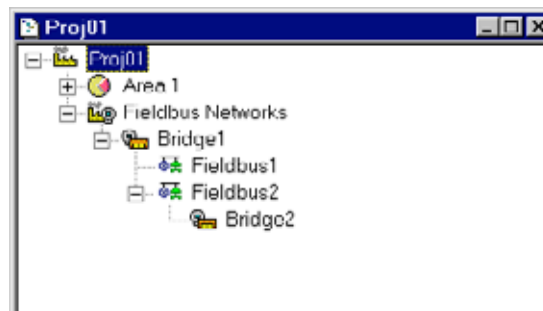 Proj01
Proj01
Area 1
Fieldbus Networks
Bridge1
Fieldbus1
Fieldbus2
Bridge2